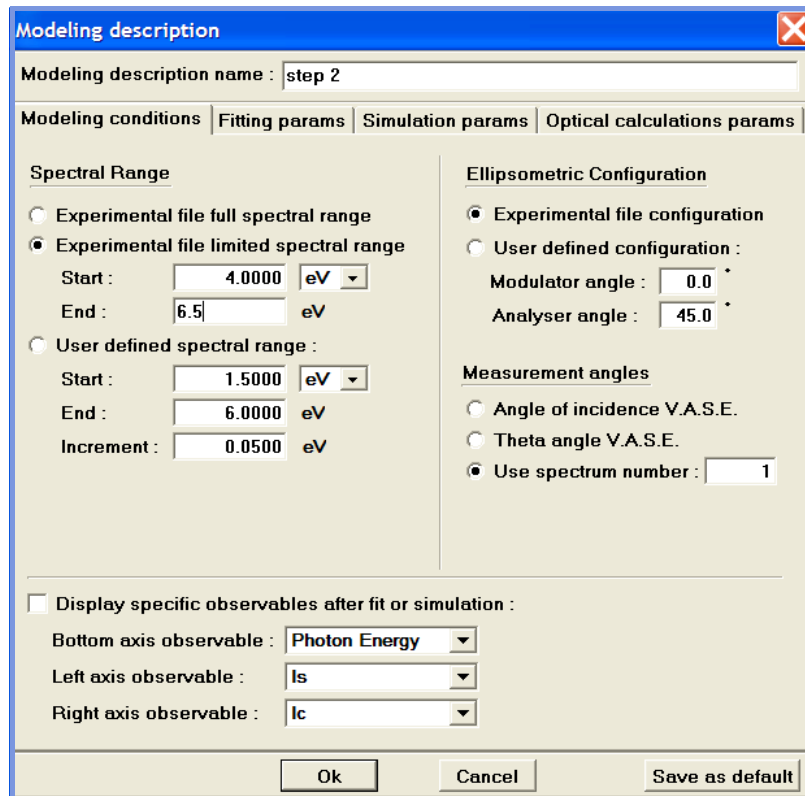 Modeling description
Modeling description name : step 2
Modeling conditions Fitting params Simulation params Optical calculations params
Spectral Range
Experimental file full spectral range
Experimental file limited spectral range
Start : 4.0000 eV
End : 6.5 eV
User defined spectral range :
Start : 1.5000 eV
End : 6.0000 eV
Increment : 0.0500 eV
Ellipsometric Configuration
Experimental file configuration
User defined configuration :
Modulator angle : 0.0 °
Analyser angle : 45.0 °
Measurement angles
Angle of incidence V.A.S.E.
Theta angle V.A.S.E.
Use spectrum number : 1
Display specific observables after fit or simulation :
Bottom axis observable : Photon Energy
Left axis observable : Is
Right axis observable : Ic
Ok Cancel Save as default